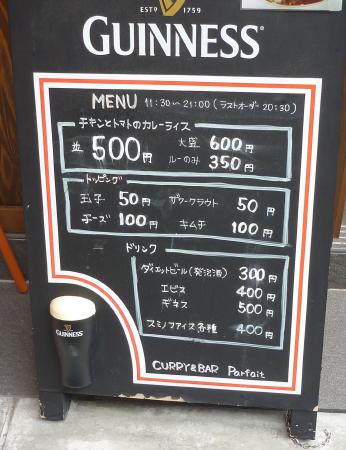 ESTD 1759
GUINNESS
MENU 11:30〜21:00 (ラストオーダー 20:30)
チキンとトマトのカレーライス
並 500円 大盛 600円
ルーのみ 350円
トッピング
玉子 50円 ザワークラウト 50円
チーズ 100円 キムチ 100円
ドリンク
ダイエットビール(発泡酒) 300円
エビス 400円
ギネス 500円
スミノフアイス各種 400円
GUINNESS
CURRY&BAR Parfait